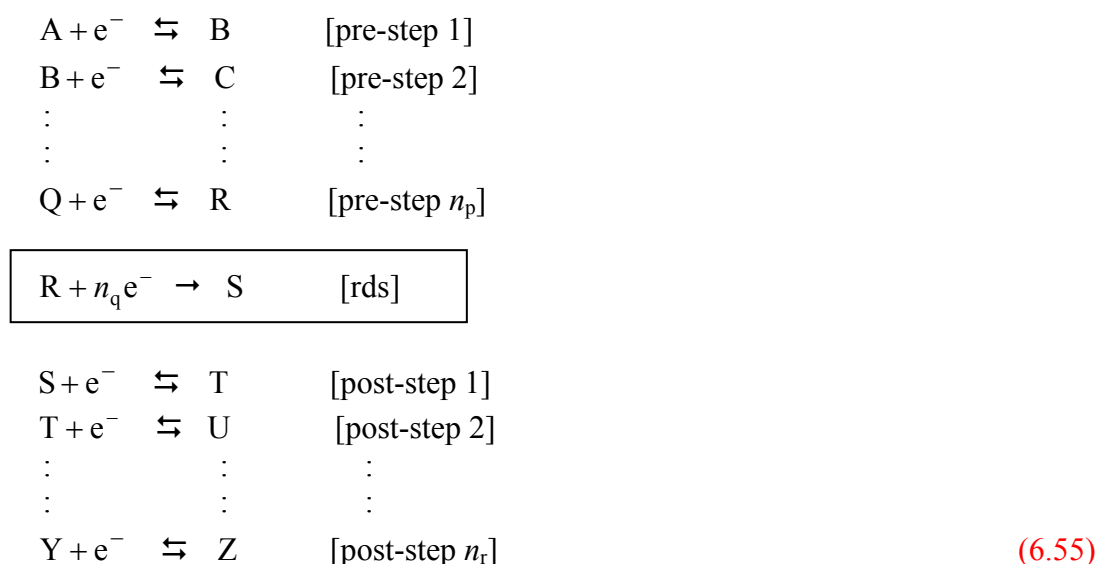 A + e⁻ ⇆ B [pre-step 1]
B + e⁻ ⇆ C [pre-step 2]
: : :
: : :
Q + e⁻ ⇆ R [pre-step nₚ]
R + n_q e⁻ → S [rds]
S + e⁻ ⇆ T [post-step 1]
T + e⁻ ⇆ U [post-step 2]
: : :
: : :
Y + e⁻ ⇆ Z [post-step nᵣ] (6.55)